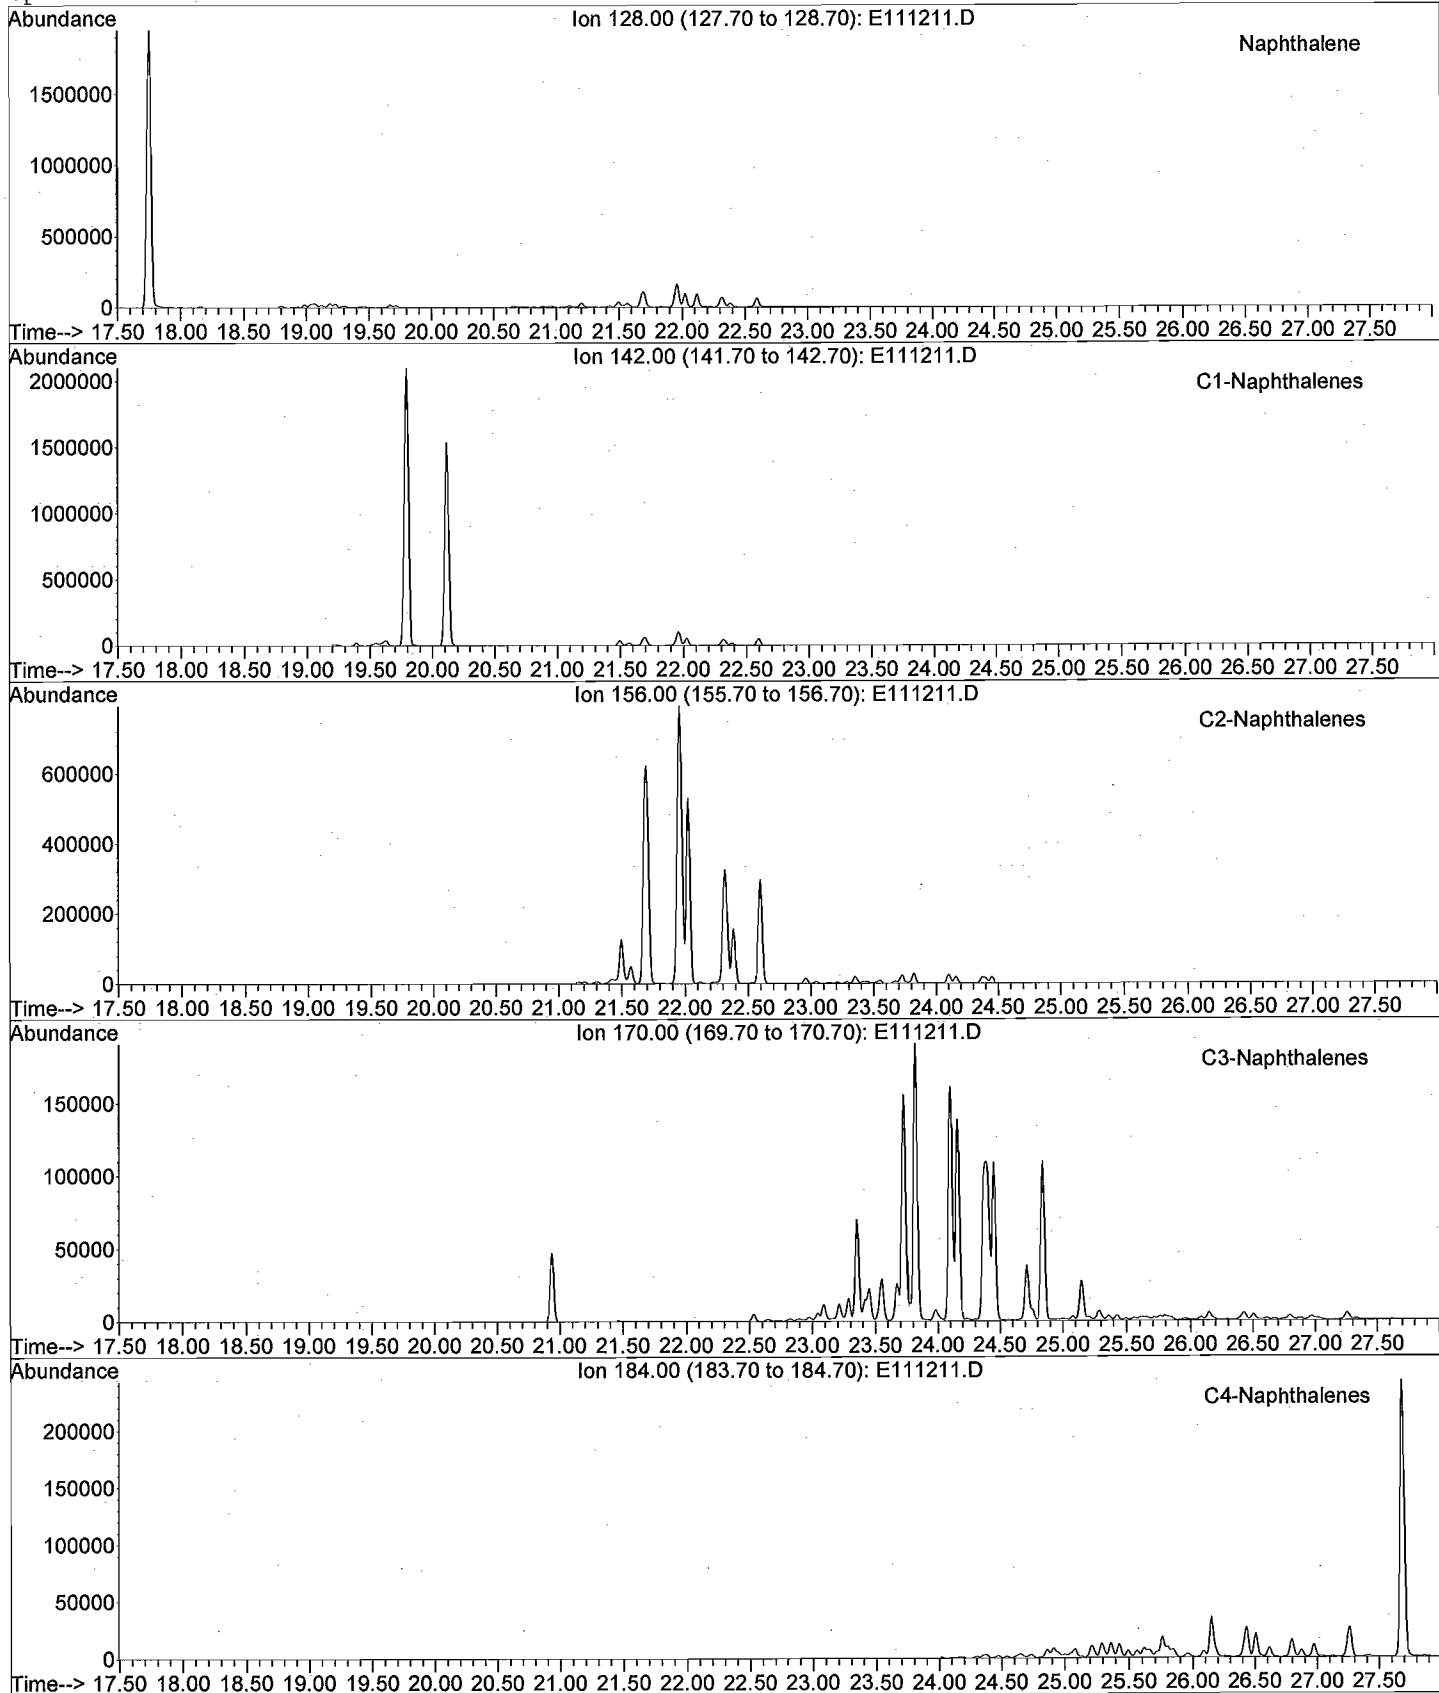 Abundance
Ion 128.00 (127.70 to 128.70): E111211.D
Naphthalene
1500000
1000000
500000
0
Time--> 17.50 18.00 18.50 19.00 19.50 20.00 20.50 21.00 21.50 22.00 22.50 23.00 23.50 24.00 24.50 25.00 25.50 26.00 26.50 27.00 27.50
Abundance
Ion 142.00 (141.70 to 142.70): E111211.D
C1-Naphthalenes
2000000
1500000
1000000
500000
0
Time--> 17.50 18.00 18.50 19.00 19.50 20.00 20.50 21.00 21.50 22.00 22.50 23.00 23.50 24.00 24.50 25.00 25.50 26.00 26.50 27.00 27.50
Abundance
Ion 156.00 (155.70 to 156.70): E111211.D
C2-Naphthalenes
600000
400000
200000
0
Time--> 17.50 18.00 18.50 19.00 19.50 20.00 20.50 21.00 21.50 22.00 22.50 23.00 23.50 24.00 24.50 25.00 25.50 26.00 26.50 27.00 27.50
Abundance
Ion 170.00 (169.70 to 170.70): E111211.D
C3-Naphthalenes
150000
100000
50000
0
Time--> 17.50 18.00 18.50 19.00 19.50 20.00 20.50 21.00 21.50 22.00 22.50 23.00 23.50 24.00 24.50 25.00 25.50 26.00 26.50 27.00 27.50
Abundance
Ion 184.00 (183.70 to 184.70): E111211.D
C4-Naphthalenes
200000
150000
100000
50000
0
Time--> 17.50 18.00 18.50 19.00 19.50 20.00 20.50 21.00 21.50 22.00 22.50 23.00 23.50 24.00 24.50 25.00 25.50 26.00 26.50 27.00 27.50